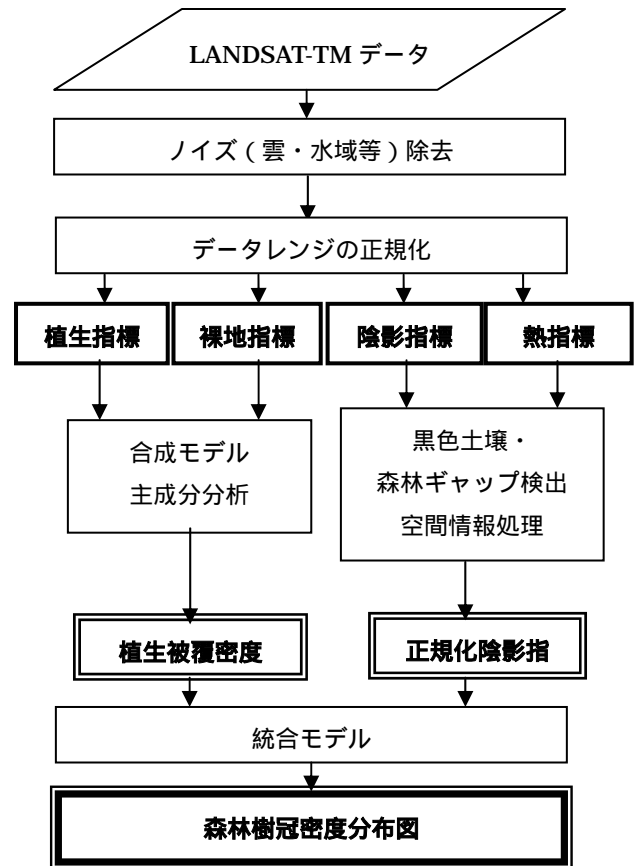 LANDSAT-TM データ
ノイズ（雲・水域等）除去
データレンジの正規化
植生指標
裸地指標
陰影指標
熱指標
合成モデル
主成分分析
黒色土壌・
森林ギャップ検出
空間情報処理
植生被覆密度
正規化陰影指
統合モデル
森林樹冠密度分布図